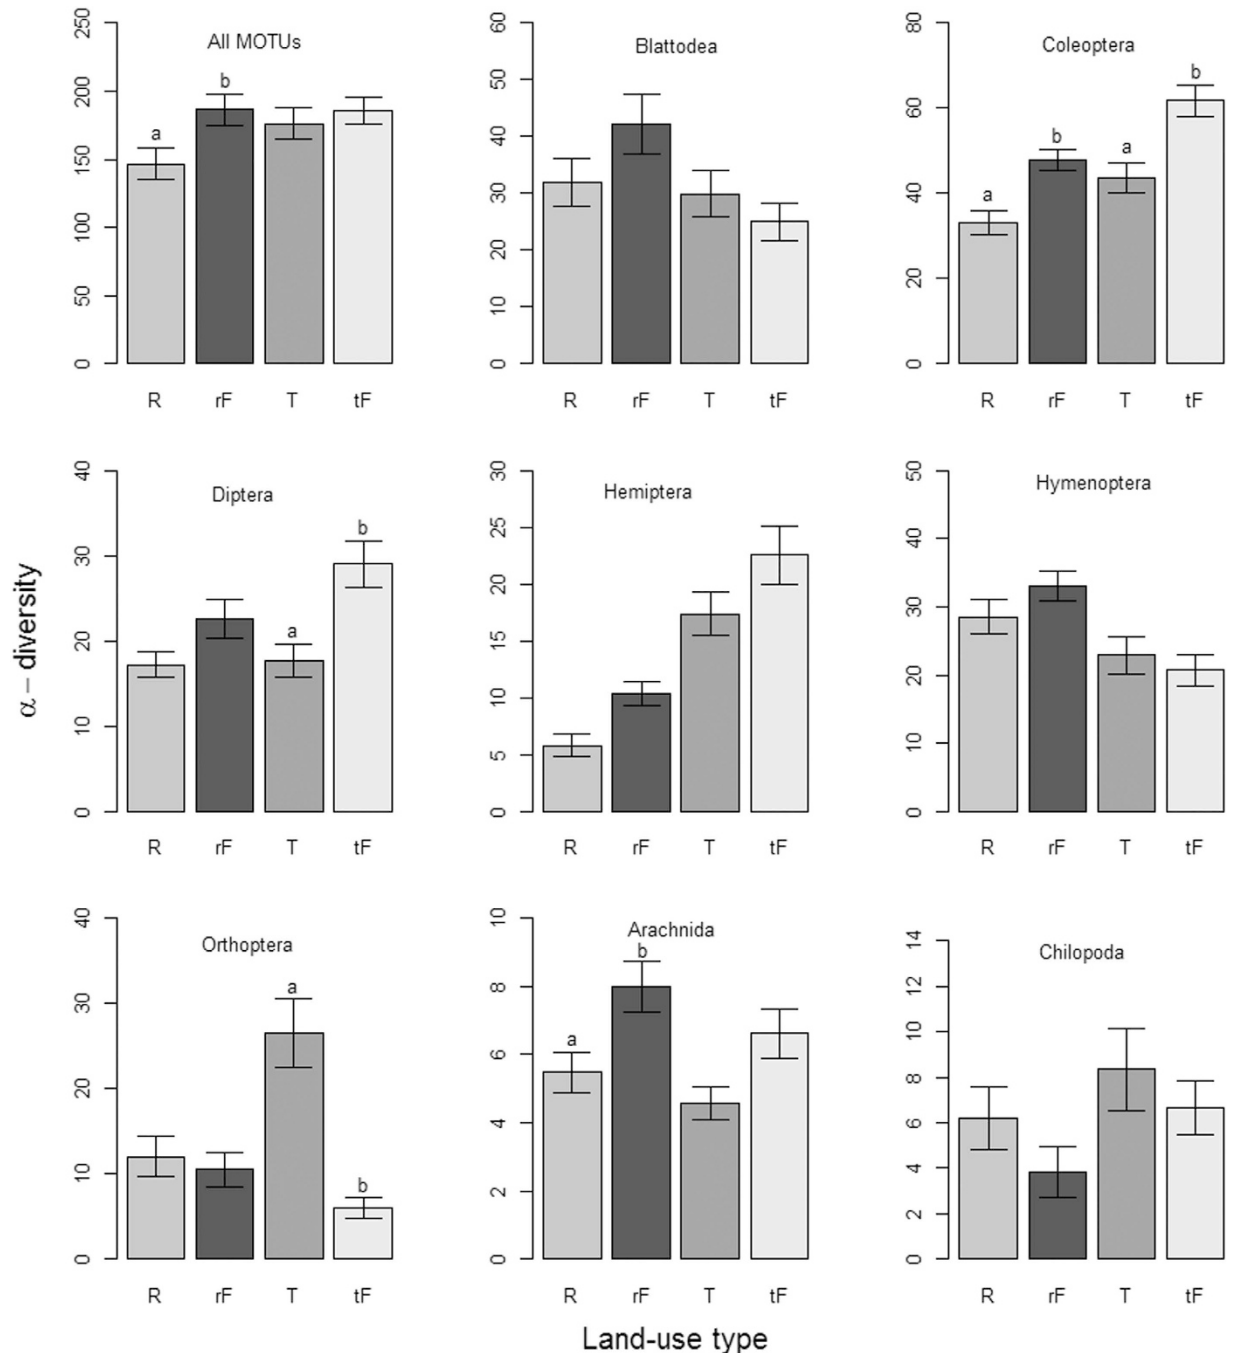 All MOTUs
250
200
150
100
50
0
a
b
R rF T tF
Blattodea
60
50
40
30
20
10
0
R rF T tF
Coleoptera
80
60
40
20
0
a
b
a
b
R rF T tF
Diptera
40
30
20
10
0
a
b
R rF T tF
Hemiptera
30
25
20
15
10
5
0
R rF T tF
Hymenoptera
50
40
30
20
10
0
R rF T tF
Orthoptera
40
30
20
10
0
a
b
R rF T tF
Arachnida
10
8
6
4
2
0
a
b
R rF T tF
Chilopoda
14
12
10
8
6
4
2
0
R rF T tF
α – diversity
Land-use type